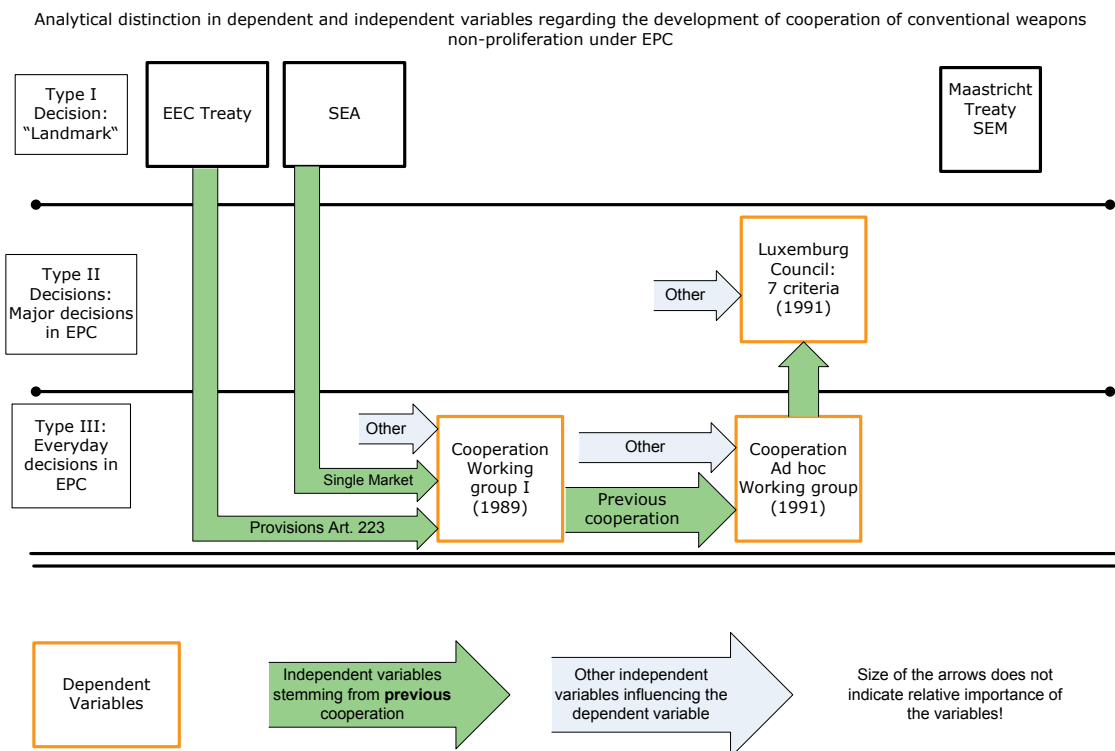 Analytical distinction in dependent and independent variables regarding the development of cooperation of conventional weapons
non-proliferation under EPC
Type I
Decision:
"Landmark"
EEC Treaty
SEA
Maastricht
Treaty
SEM
Type II
Decisions:
Major decisions
in EPC
Other
Luxemburg
Council:
7 criteria
(1991)
Type III:
Everyday
decisions in
EPC
Other
Single Market
Provisions Art. 223
Cooperation
Working
group I
(1989)
Other
Previous
cooperation
Cooperation
Ad hoc
Working group
(1991)
Dependent
Variables
Independent variables
stemming from previous
cooperation
Other independent
variables influencing the
dependent variable
Size of the arrows does not
indicate relative importance of
the variables!